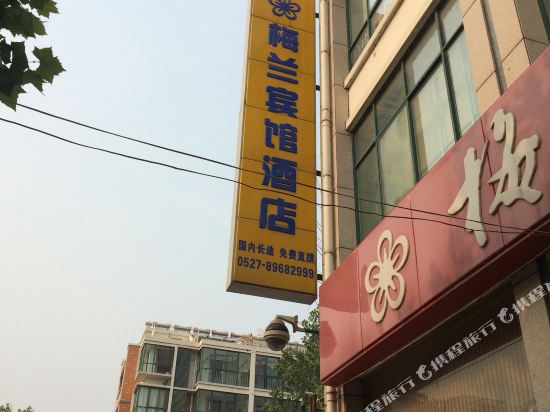 梅兰宾馆酒店
国内长途 免费直拨
0527-89682999
梅
携程旅行
携程旅行